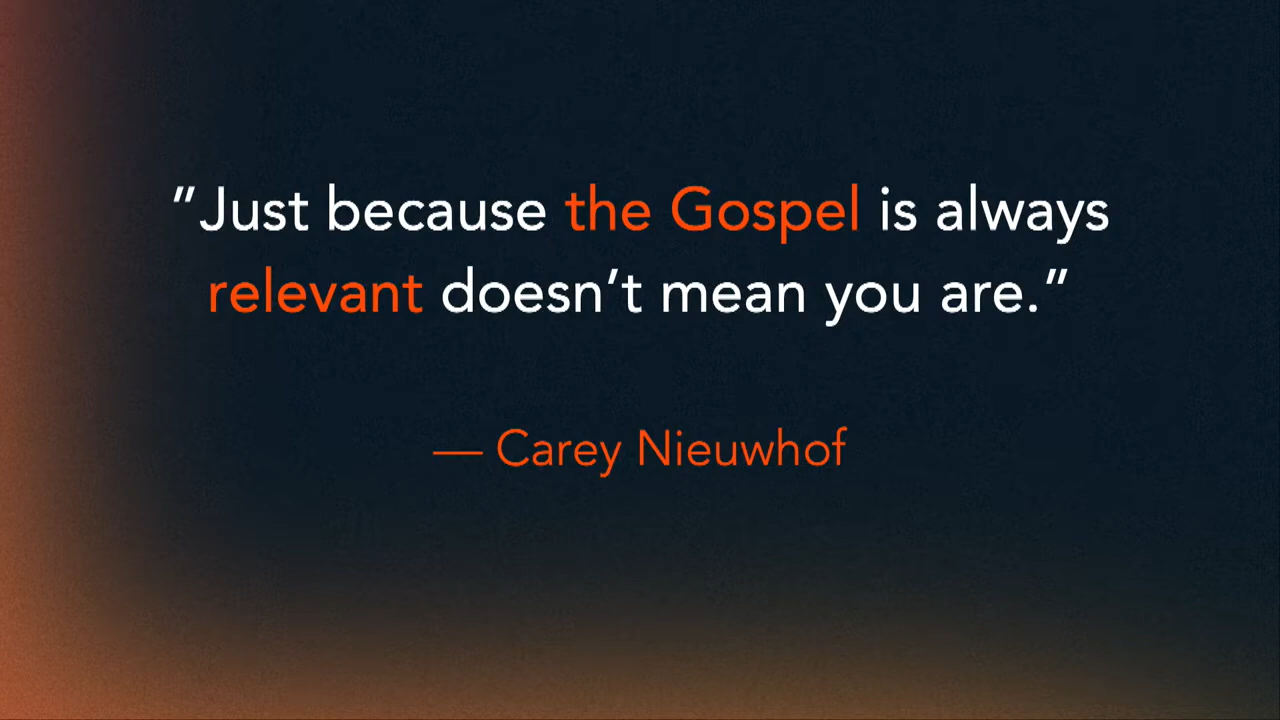 "Just because the Gospel is always
relevant doesn’t mean you are.”
— Carey Nieuwhof